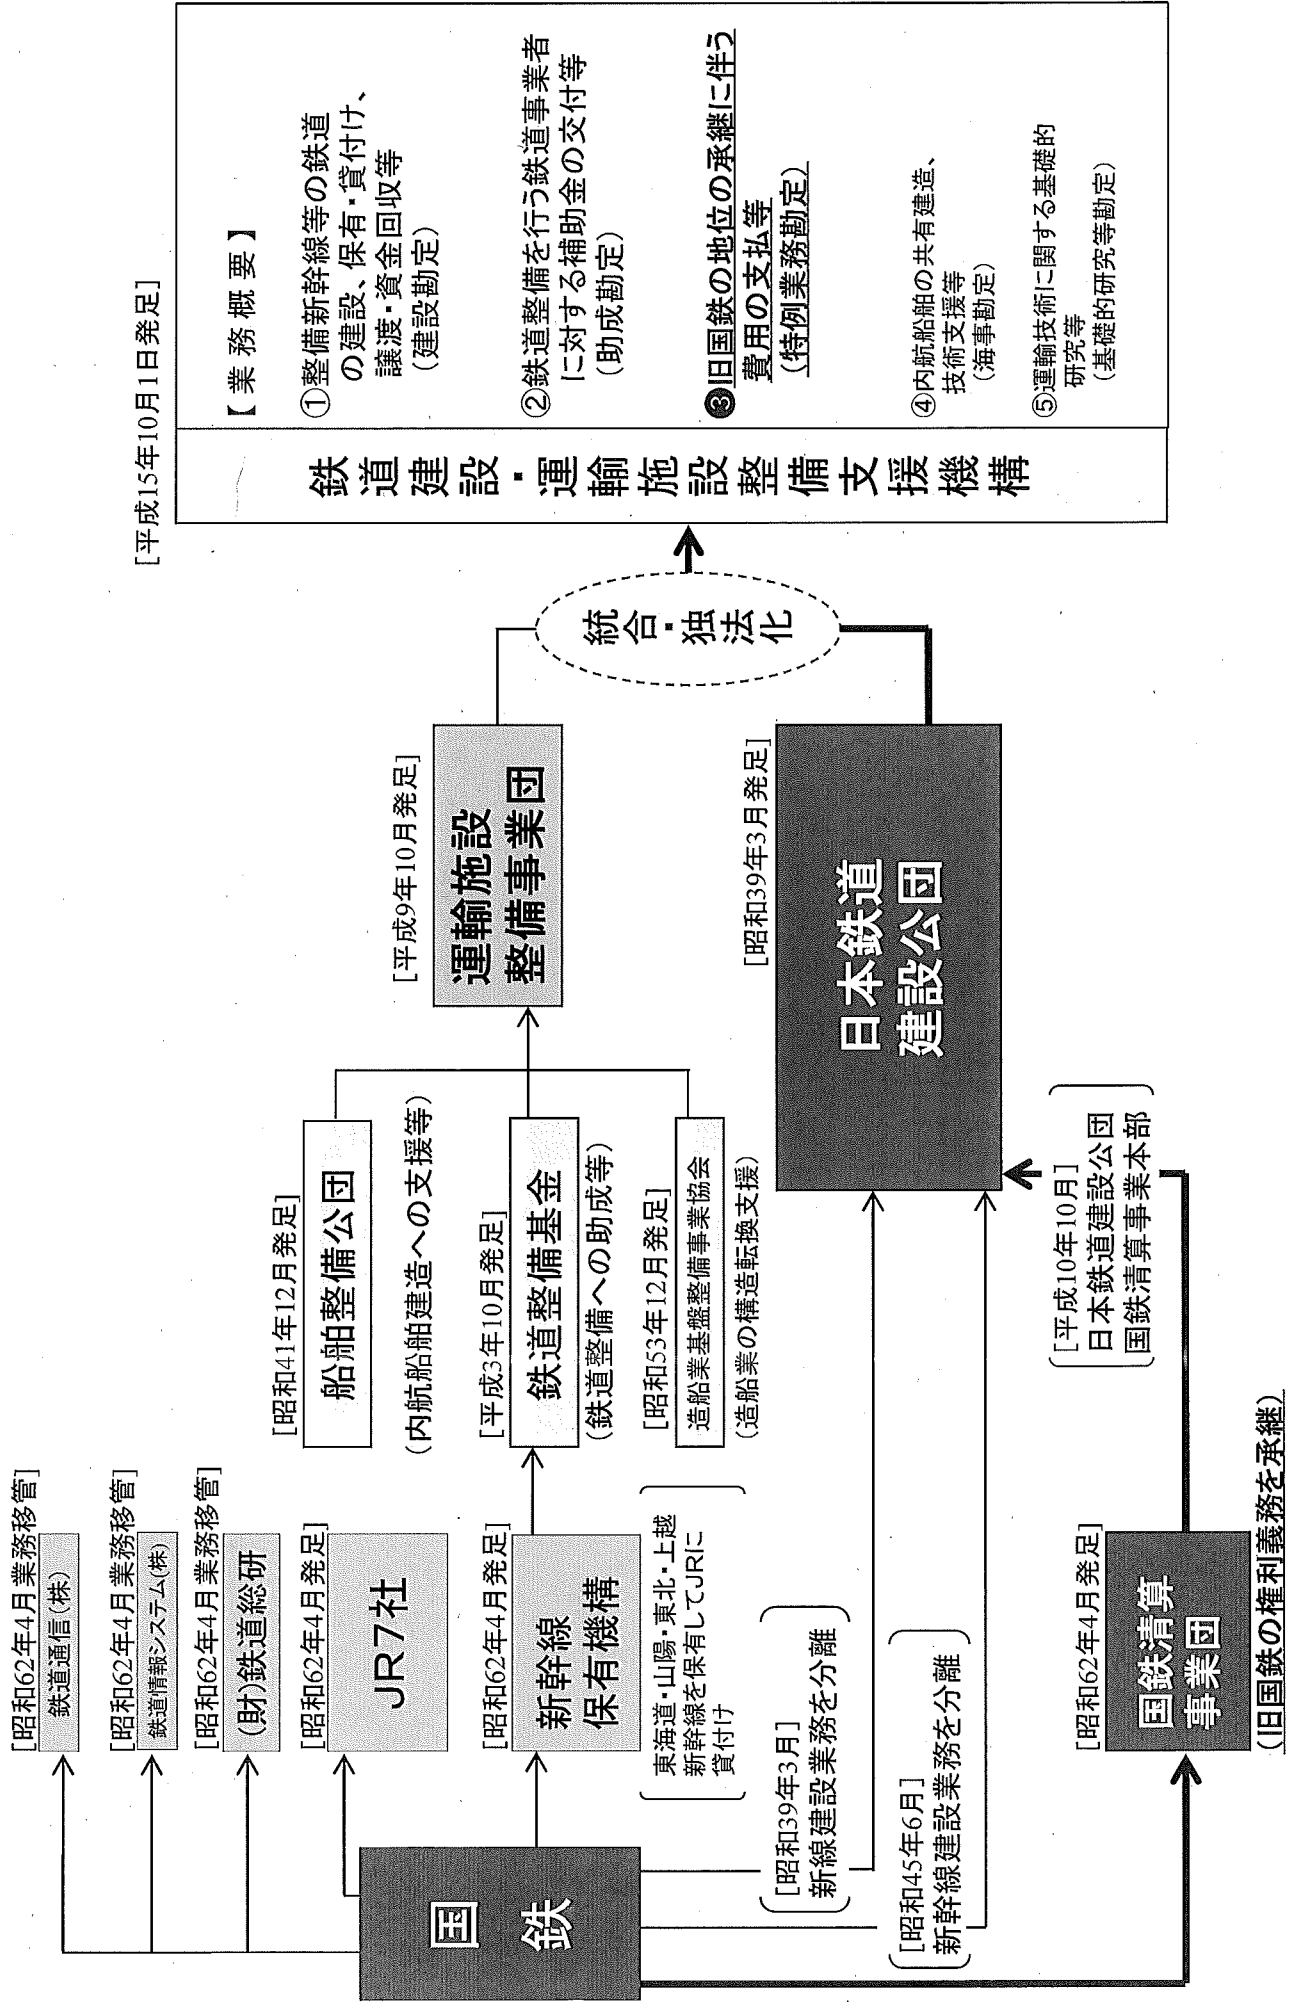 国
鉄
[昭和62年4月業務移管]
鉄道通信(株)
[昭和62年4月業務移管]
鉄道情報システム(株)
[昭和62年4月業務移管]
(財)鉄道総研
[昭和62年4月発足]
JR7社
[昭和62年4月発足]
新幹線
保有機構
東海道・山陽・東北・上越
新幹線を保有してJRに
貸付け
[昭和39年3月]
新線建設業務を分離
[昭和45年6月]
新幹線建設業務を分離
[昭和62年4月発足]
国鉄清算
事業団
(旧国鉄の権利義務を承継)
[昭和41年12月発足]
船舶整備公団
(内航船舶建造への支援等)
[平成3年10月発足]
鉄道整備基金
(鉄道整備への助成等)
[昭和53年12月発足]
造船業基盤整備事業協会
(造船業の構造転換支援)
[平成10年10月]
日本鉄道建設公団
国鉄清算事業本部
[平成9年10月発足]
運輸施設
整備事業団
[昭和39年3月発足]
日本鉄道
建設公団
統合・独法化
[平成15年10月1日発足]
鉄道建設・運輸施設整備支援機構
【業務概要】
①整備新幹線等の鉄道
の建設、保有・貸付け、
譲渡・資金回収等
(建設勘定)
②鉄道整備を行う鉄道事業者
に対する補助金の交付等
(助成勘定)
❸旧国鉄の地位の承継に伴う
費用の支払等
(特例業務勘定)
④内航船舶の共有建造、
技術支援等
(海事勘定)
⑤運輸技術に関する基礎的
研究等
(基礎的研究等勘定)